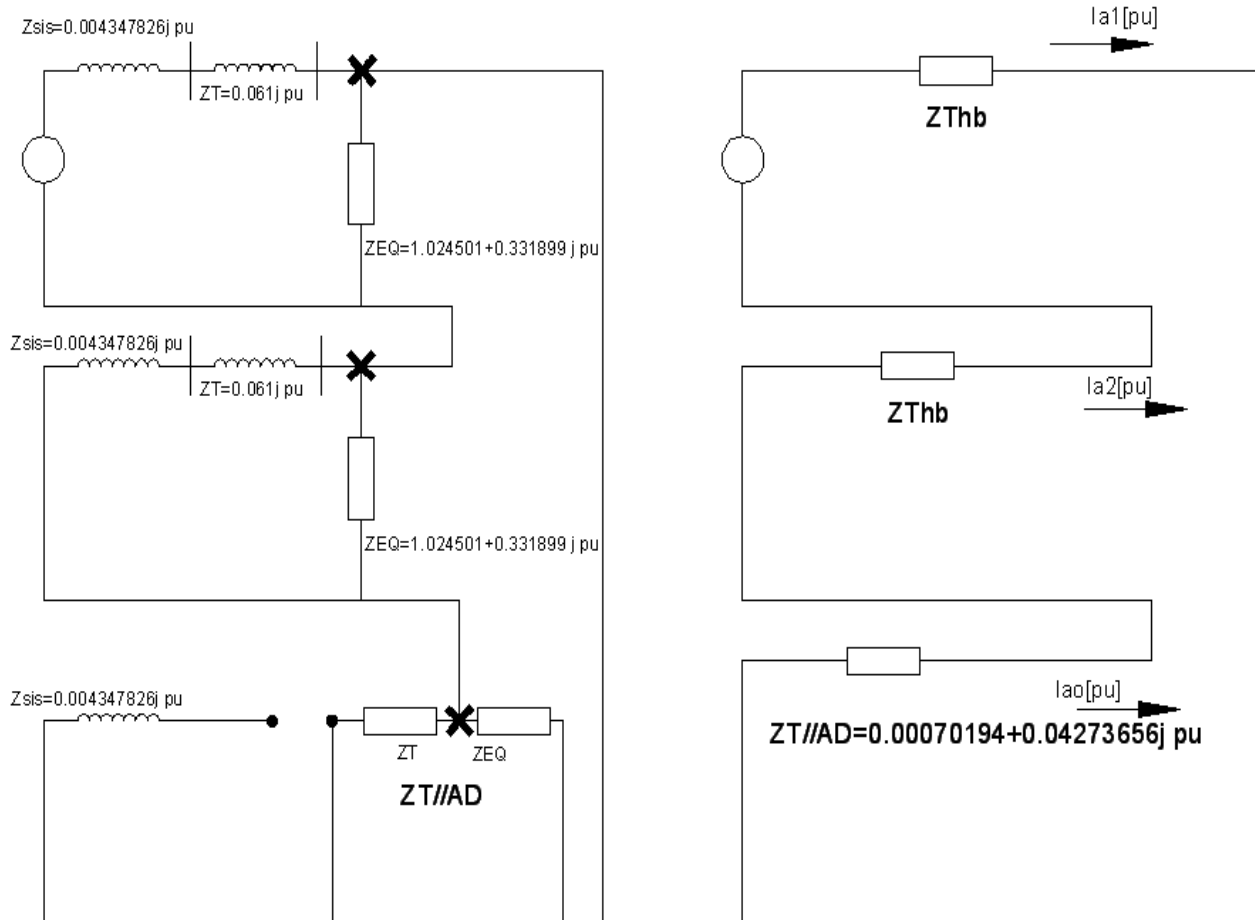 Zsis=0.004347826j pu
ZT=0.061j pu
ZEQ=1.024501+0.331899 j pu
Zsis=0.004347826j pu
ZT=0.061j pu
ZEQ=1.024501+0.331899 j pu
Zsis=0.004347826j pu
ZT
ZEQ
ZT//AD
Ia1[pu]
ZThb
Ia2[pu]
ZThb
Iao[pu]
ZT//AD=0.00070194+0.04273656j pu